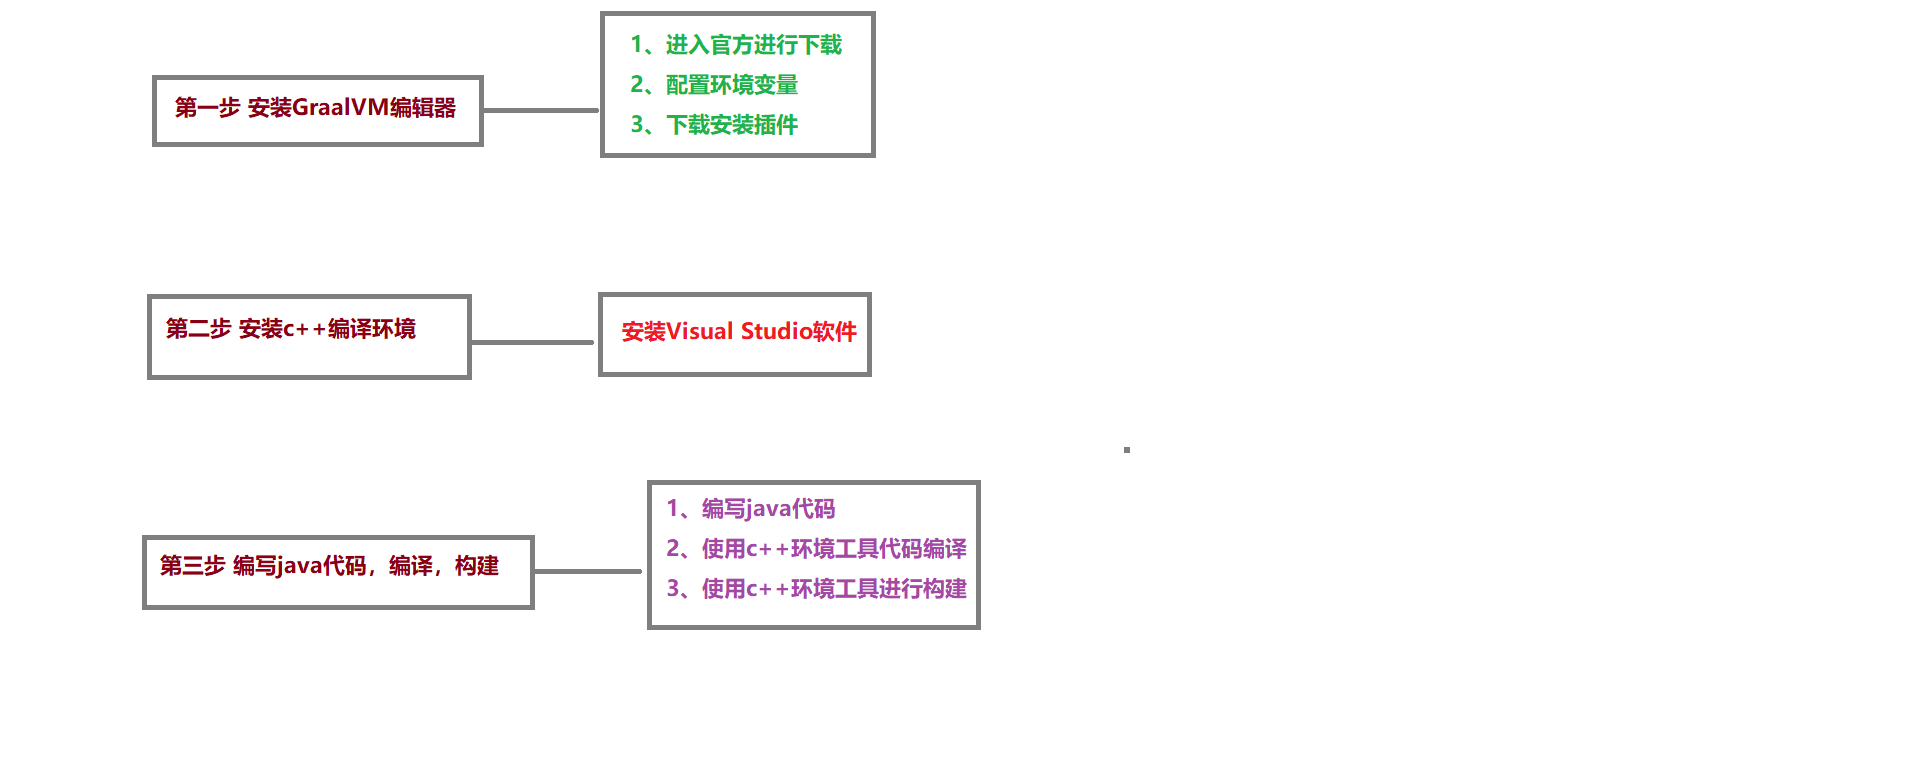 1、进入官方进行下载
第一步 安装GraalVM编辑器
2、配置环境变量
3、下载安装插件
第二步 安装c++编译环境
安装Visual Studio软件
第三步 编写java代码，编译，构建
1、编写java代码
2、使用c++环境工具代码编译
3、使用c++环境工具进行构建